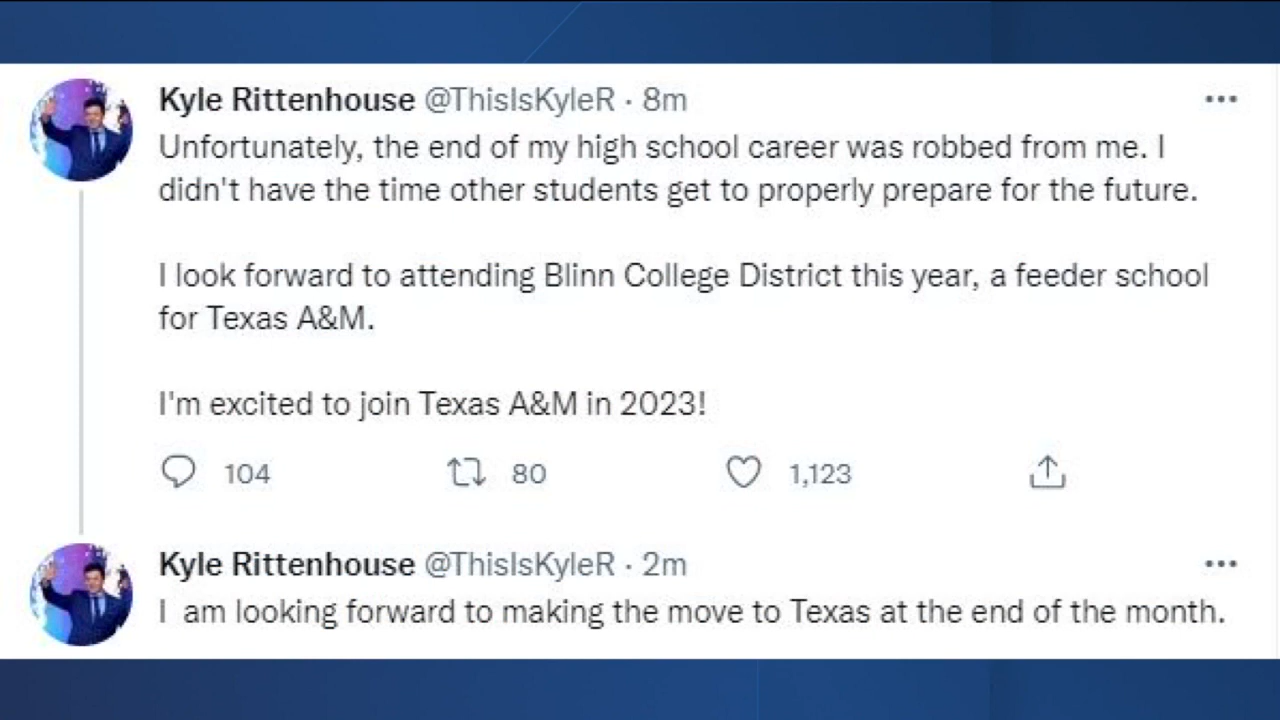 Kyle Rittenhouse @ThisIsKyleR · 8m
Unfortunately, the end of my high school career was robbed from me. I
didn't have the time other students get to properly prepare for the future.
I look forward to attending Blinn College District this year, a feeder school
for Texas A&M.
I'm excited to join Texas A&M in 2023!
104 80 1,123
Kyle Rittenhouse @ThisIsKyleR · 2m
I am looking forward to making the move to Texas at the end of the month.